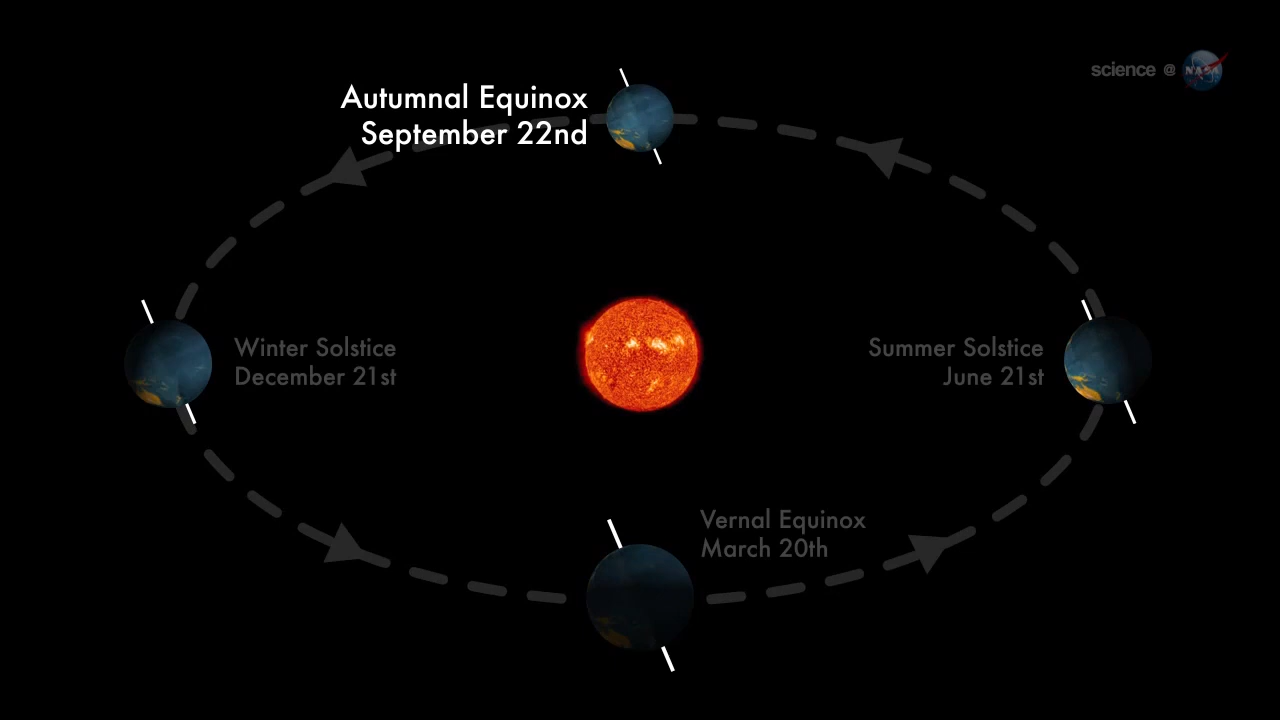 science @ NASA
Autumnal Equinox
September 22nd
Winter Solstice
December 21st
Summer Solstice
June 21st
Vernal Equinox
March 20th